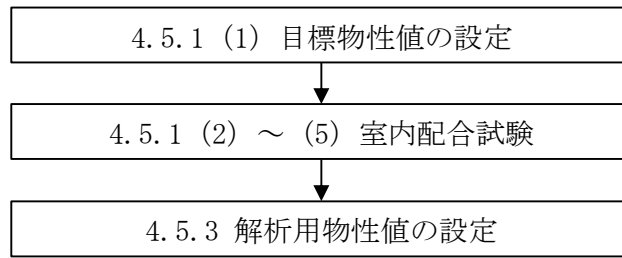 4.5.1 (1) 目標物性値の設定
4.5.1 (2) ～ (5) 室内配合試験
4.5.3 解析用物性値の設定